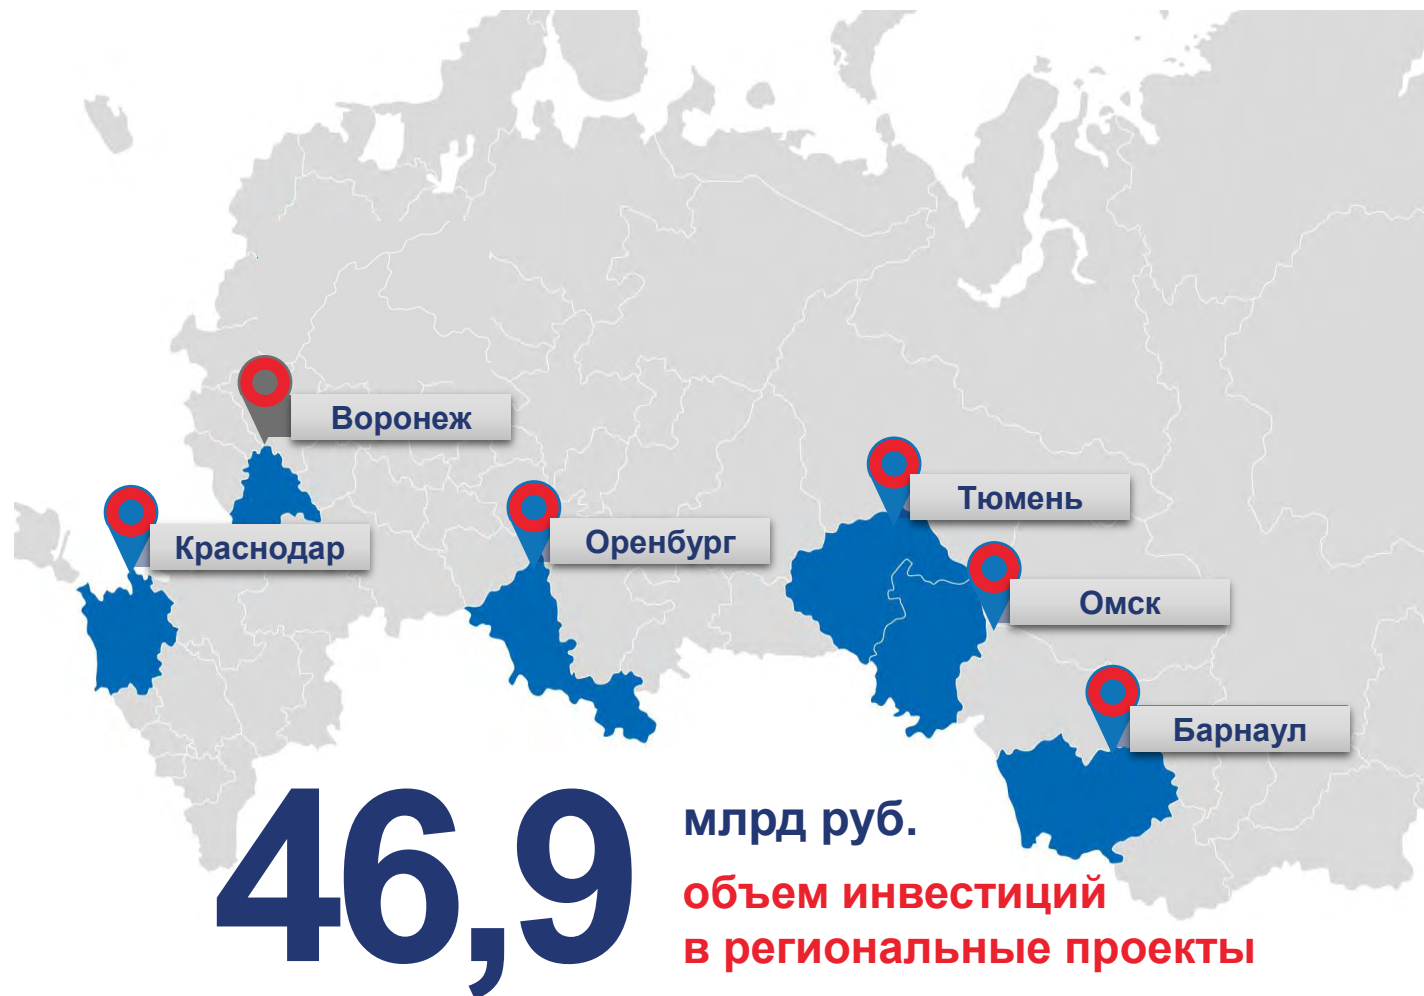 Воронеж
Тюмень
Краснодар
Оренбург
Омск
Барнаул
46,9
млрд руб.
объем инвестиций
в региональные проекты